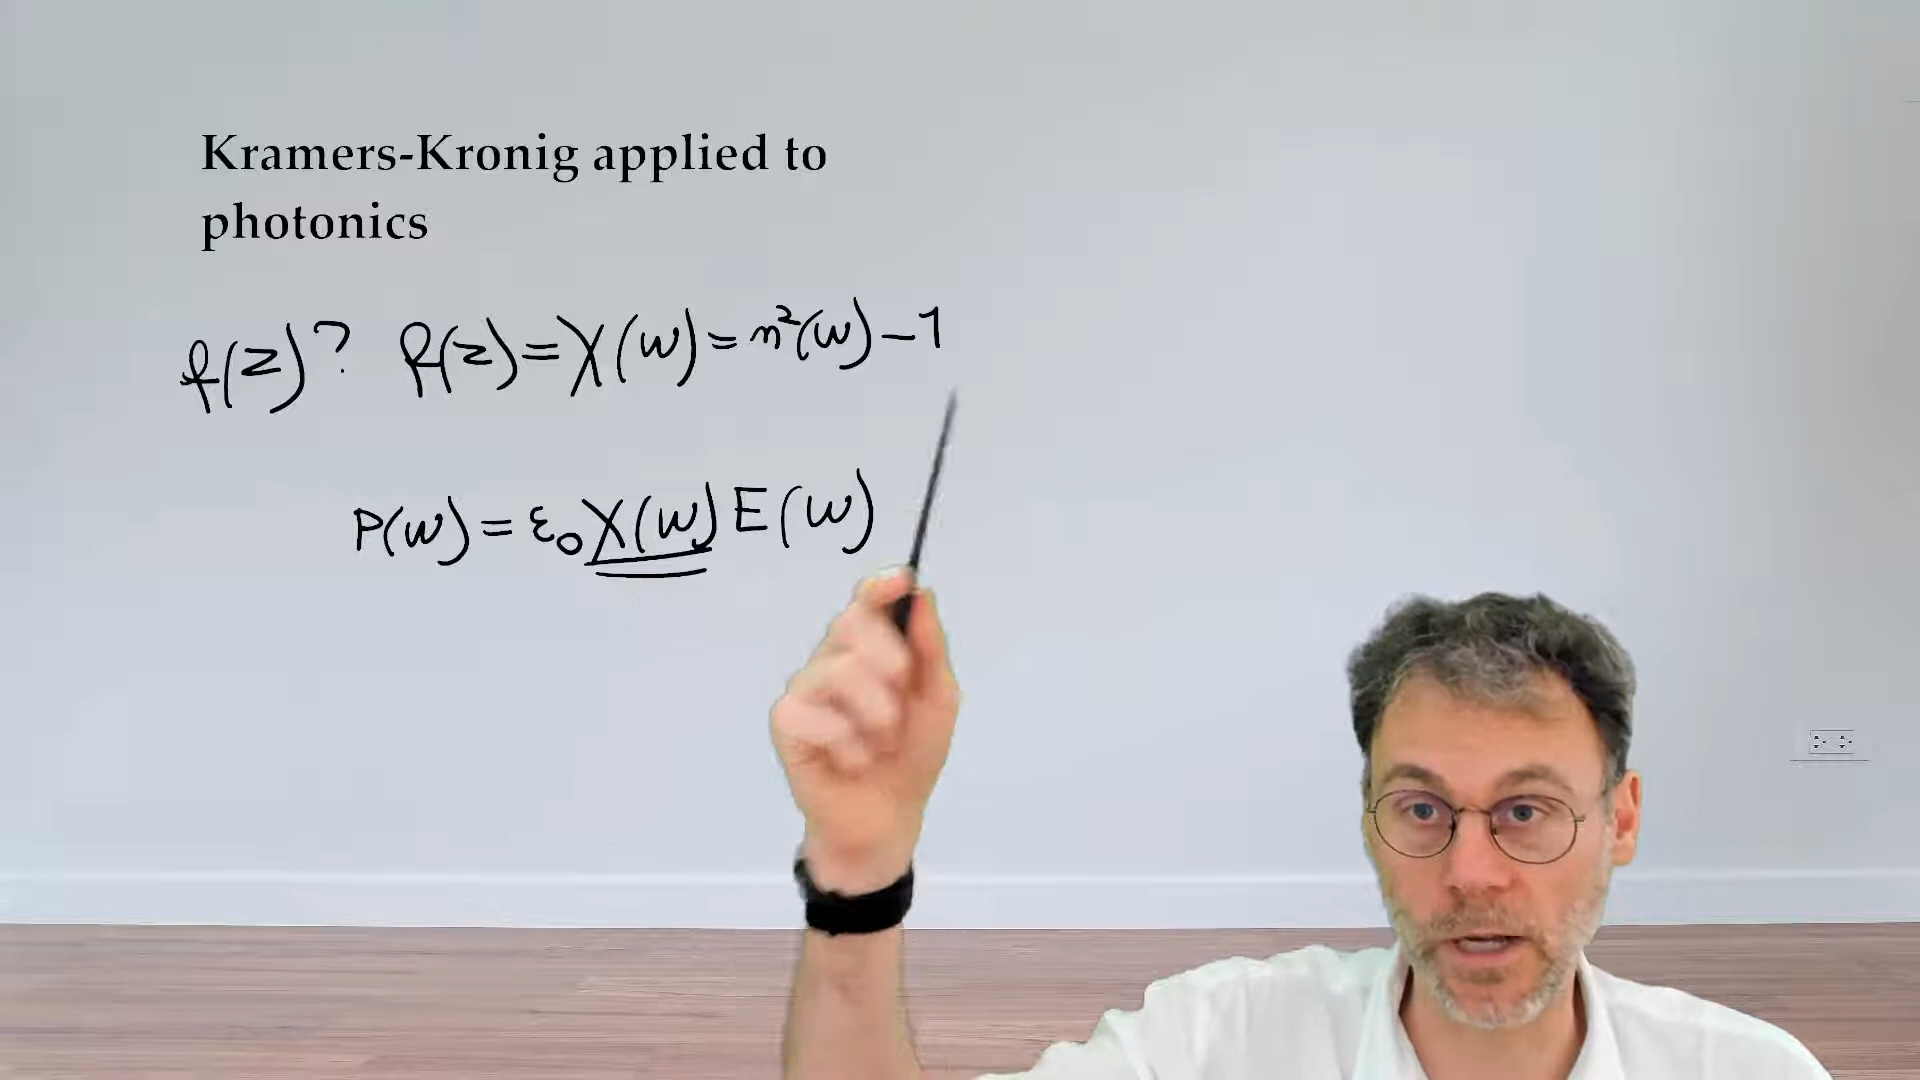 Kramers-Kronig applied to
photonics
f(z)? f(z)=χ(ω)=n²(ω)-1
P(ω)=ε₀χ(ω)E(ω)